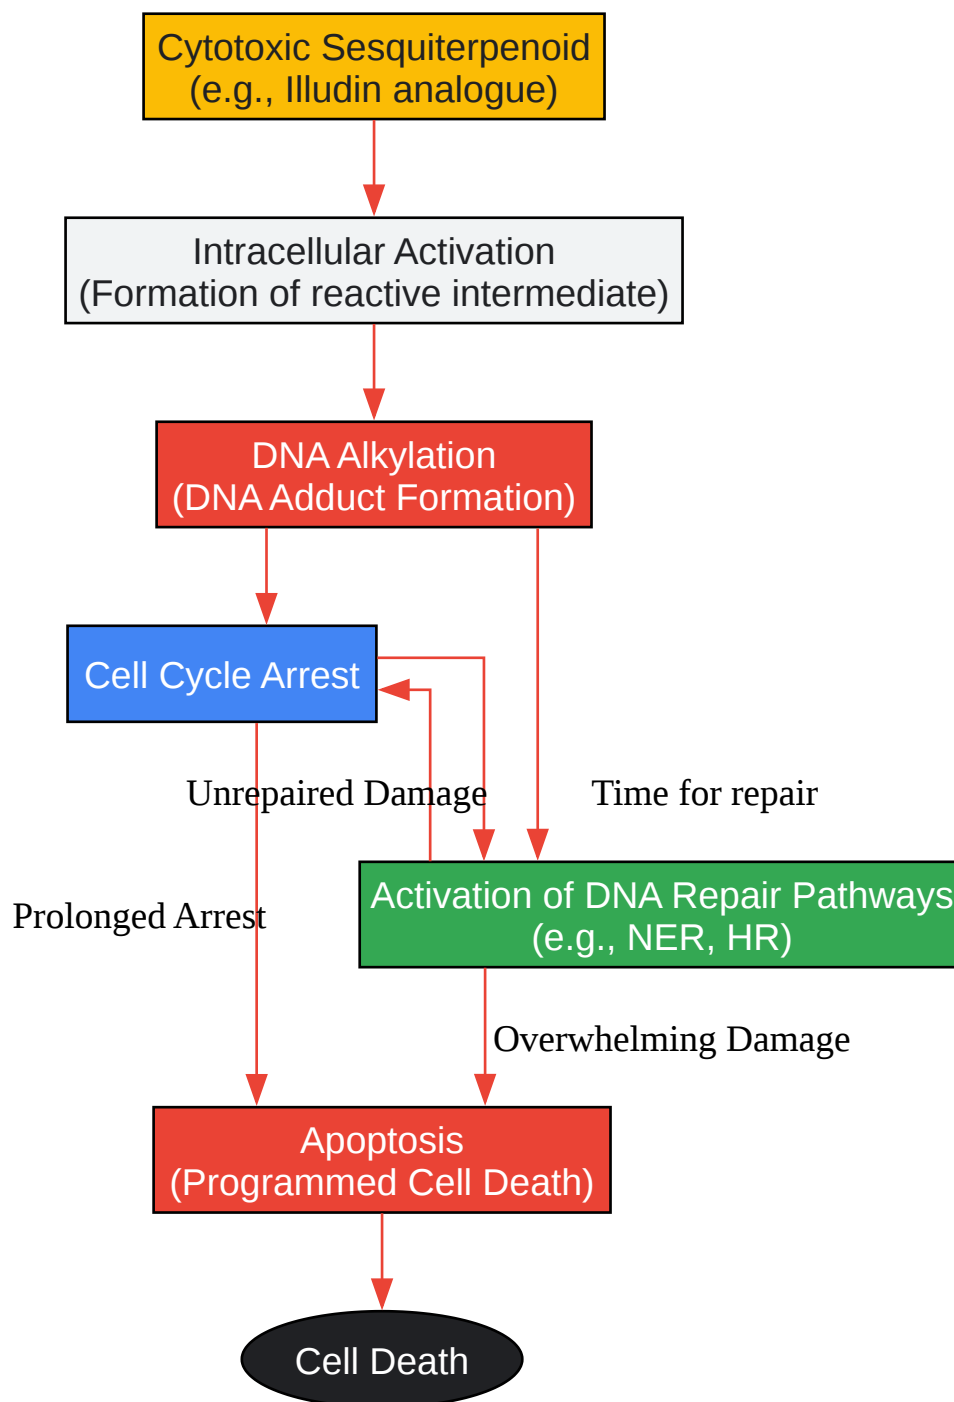 Cytotoxic Sesquiterpenoid
(e.g., Illudin analogue)
Intracellular Activation
(Formation of reactive intermediate)
DNA Alkylation
(DNA Adduct Formation)
Cell Cycle Arrest
Unrepaired Damage
Time for repair
Activation of DNA Repair Pathways
(e.g., NER, HR)
Prolonged Arrest
Overwhelming Damage
Apoptosis
(Programmed Cell Death)
Cell Death